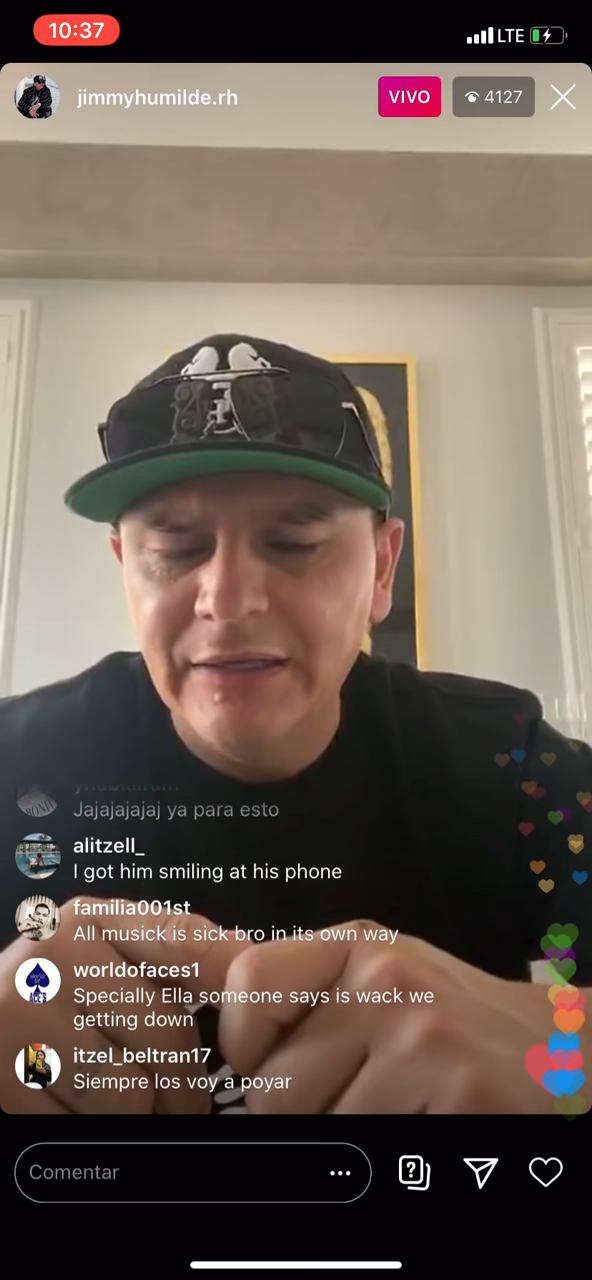 10:37
LTE
jimmyhumilde.rh
VIVO
4127
Jajajajajaj ya para esto
alitzell_
I got him smiling at his phone
familia001st
All musick is sick bro in its own way
worldofaces1
Specially Ella someone says is wack we
getting down
itzel_beltran17
Siempre los voy a poyar
Comentar